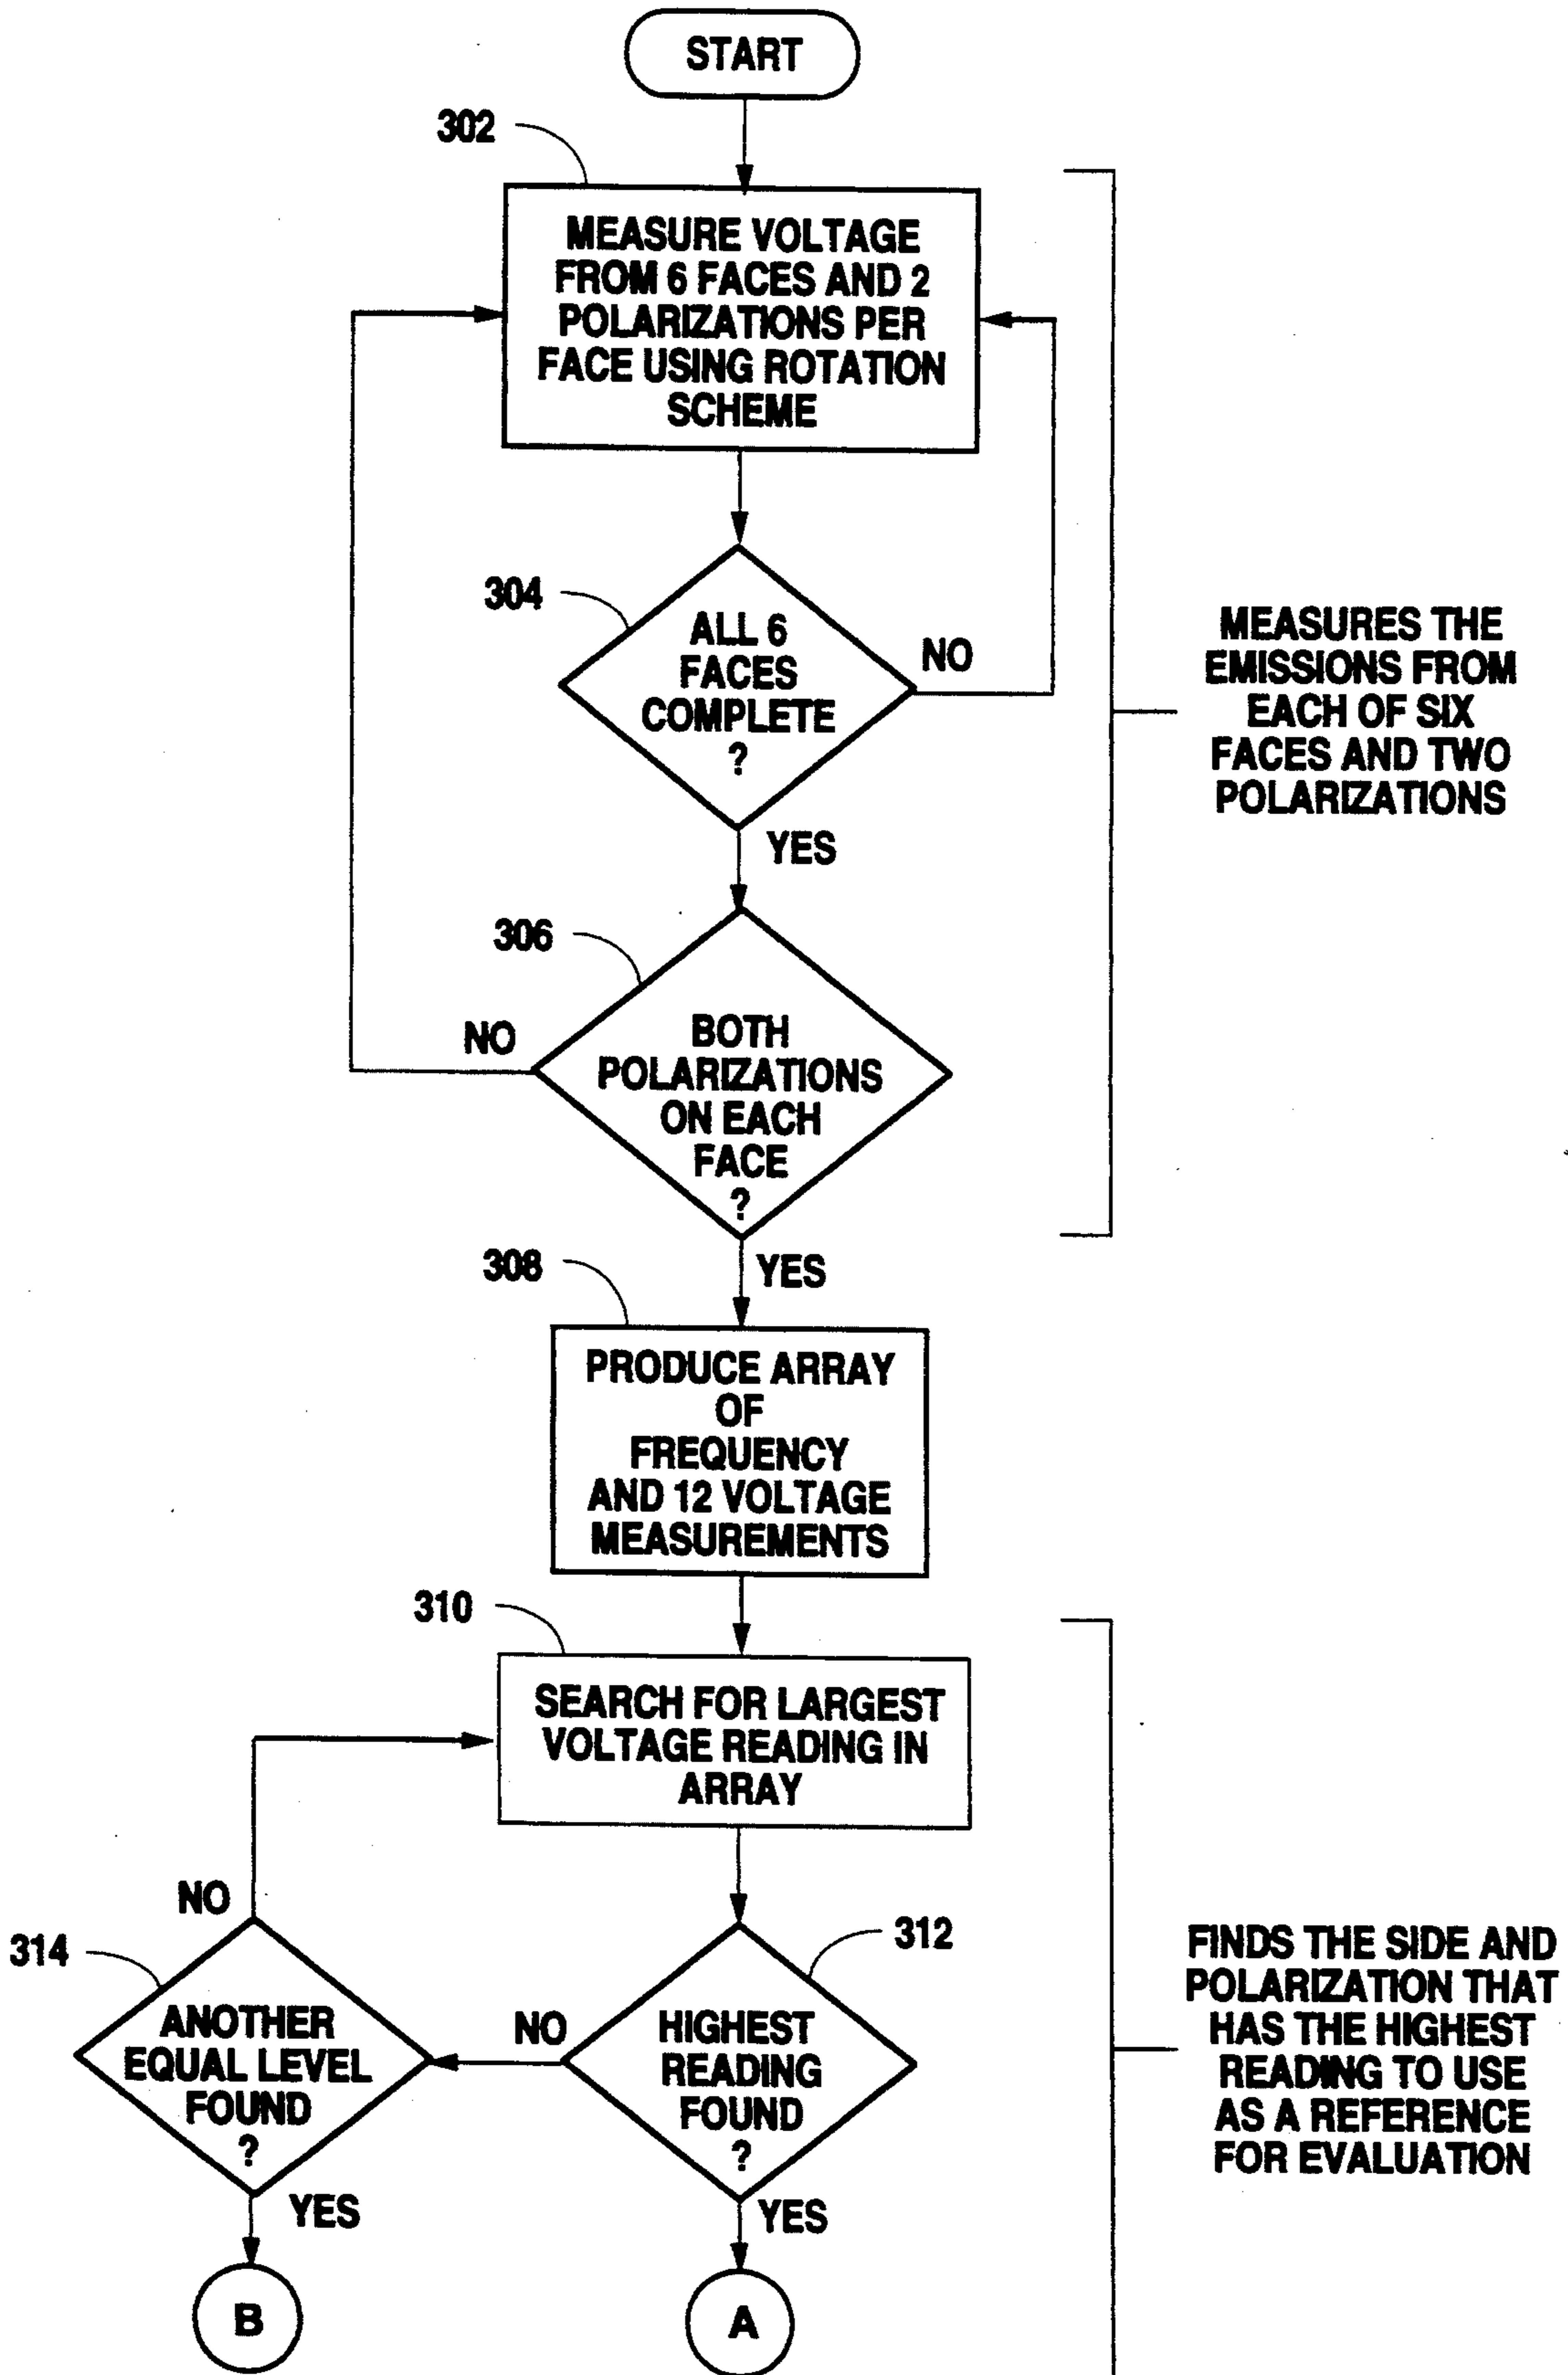 START
302
MEASURE VOLTAGE
FROM 6 FACES AND 2
POLARIZATIONS PER
FACE USING ROTATION
SCHEME
304
ALL 6
FACES
COMPLETE
?
NO
YES
MEASURES THE
EMISSIONS FROM
EACH OF SIX
FACES AND TWO
POLARIZATIONS
306
BOTH
POLARIZATIONS
ON EACH
FACE
?
NO
YES
308
PRODUCE ARRAY
OF
FREQUENCY
AND 12 VOLTAGE
MEASUREMENTS
310
SEARCH FOR LARGEST
VOLTAGE READING IN
ARRAY
312
HIGHEST
READING
FOUND
?
NO
YES
314
ANOTHER
EQUAL LEVEL
FOUND
?
NO
YES
FINDS THE SIDE AND
POLARIZATION THAT
HAS THE HIGHEST
READING TO USE
AS A REFERENCE
FOR EVALUATION
B
A